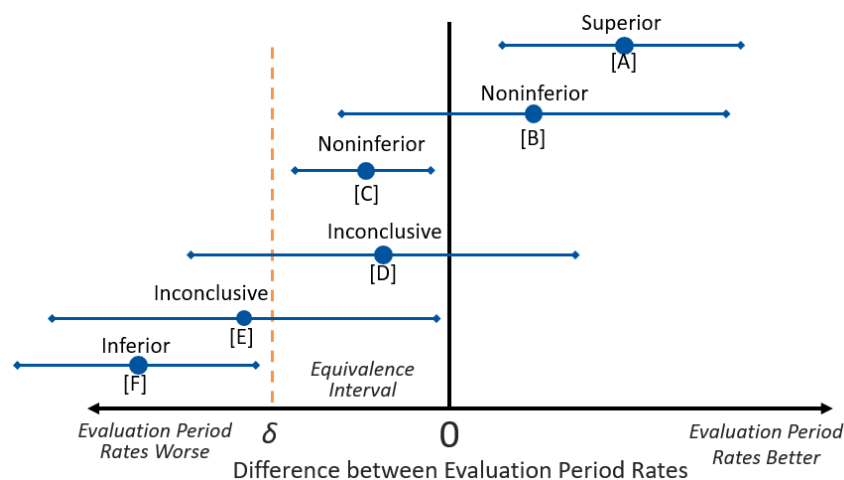 Superior
[A]
Noninferior
[B]
Noninferior
[C]
Inconclusive
[D]
Inconclusive
[E]
Inferior
[F]
Equivalence
Interval
Evaluation Period
Rates Worse
δ
0
Evaluation Period
Rates Better
Difference between Evaluation Period Rates